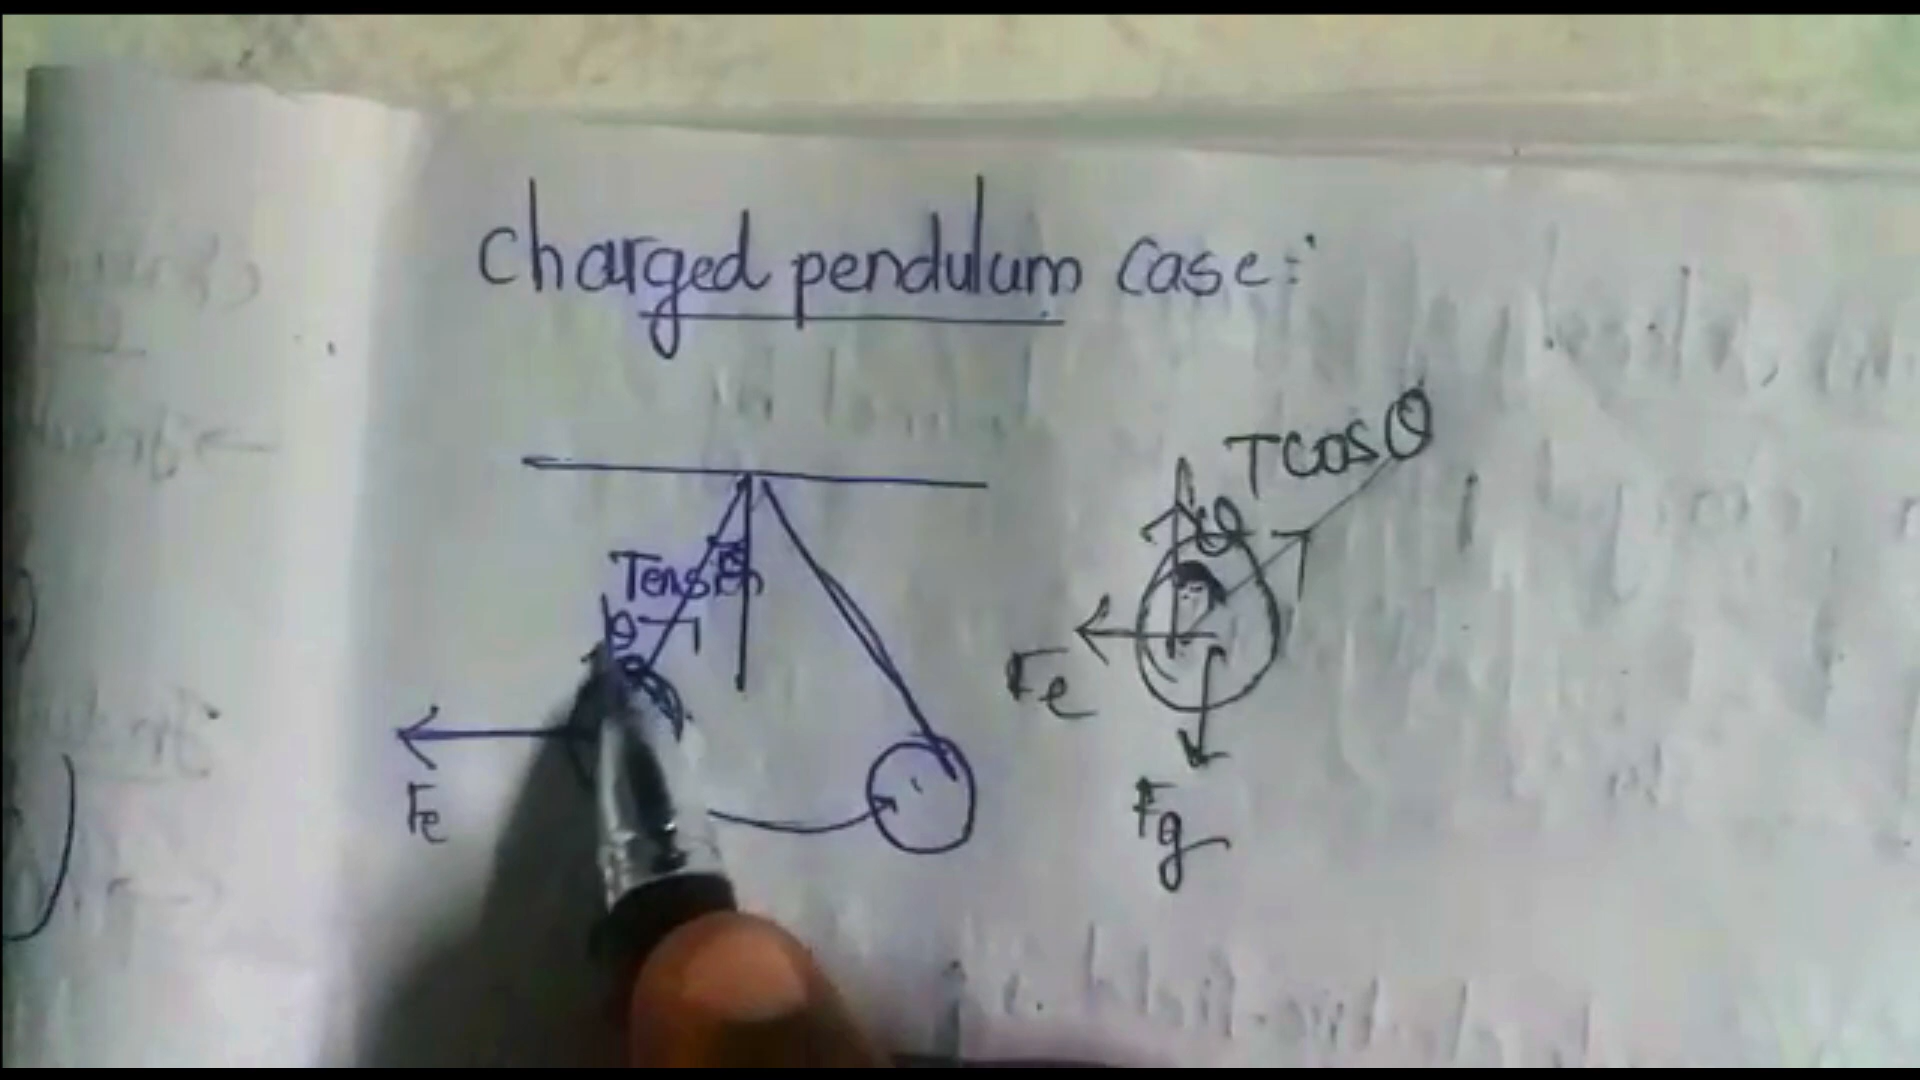 Charged pendulum case:
Tcosθ
θ
Tension
θ
θ
Fe
Fe
Fg